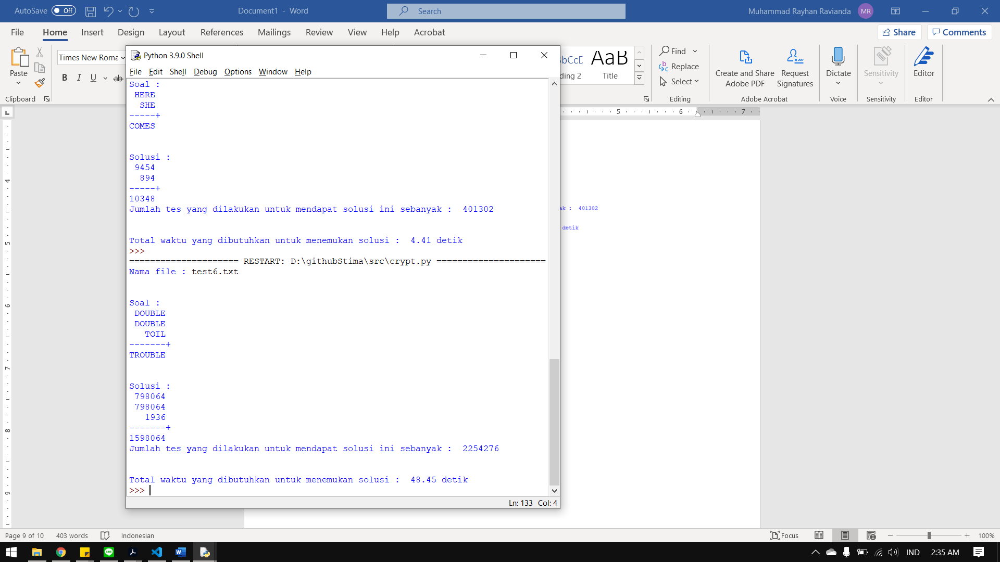 AutoSave Off Document1 - Word Search Muhammad Rayhan Ravianda MR
File Home Insert Design Layout References Mailings Review View Help Acrobat Share Comments
Paste
Clipboard
Times New Roma
B I U ab
Title
Find
Replace
Select
Editing
Create and Share Adobe PDF
Request Signatures
Adobe Acrobat
Dictate
Voice
Sensitivity
Sensitivity
Editor
Editor
Python 3.9.0 Shell
File Edit Shell Debug Options Window Help
Soal :
HERE
SHE
-----+
COMES
Solusi :
9454
894
-----+
10348
Jumlah tes yang dilakukan untuk mendapat solusi ini sebanyak : 401302
Total waktu yang dibutuhkan untuk menemukan solusi : 4.41 detik
>>>
===================== RESTART: D:\githubStima\src\crypt.py =====================
Nama file : test6.txt
Soal :
DOUBLE
DOUBLE
TOIL
-------+
TROUBLE
Solusi :
798064
798064
1936
-------+
1598064
Jumlah tes yang dilakukan untuk mendapat solusi ini sebanyak : 2254276
Total waktu yang dibutuhkan untuk menemukan solusi : 48.45 detik
>>>
Ln: 133 Col: 4
5 6 7
4
5
6
7
8
9
ak : 401302
detik
Page 9 of 10 403 words Indonesian Focus 100%
IND 2:35 AM